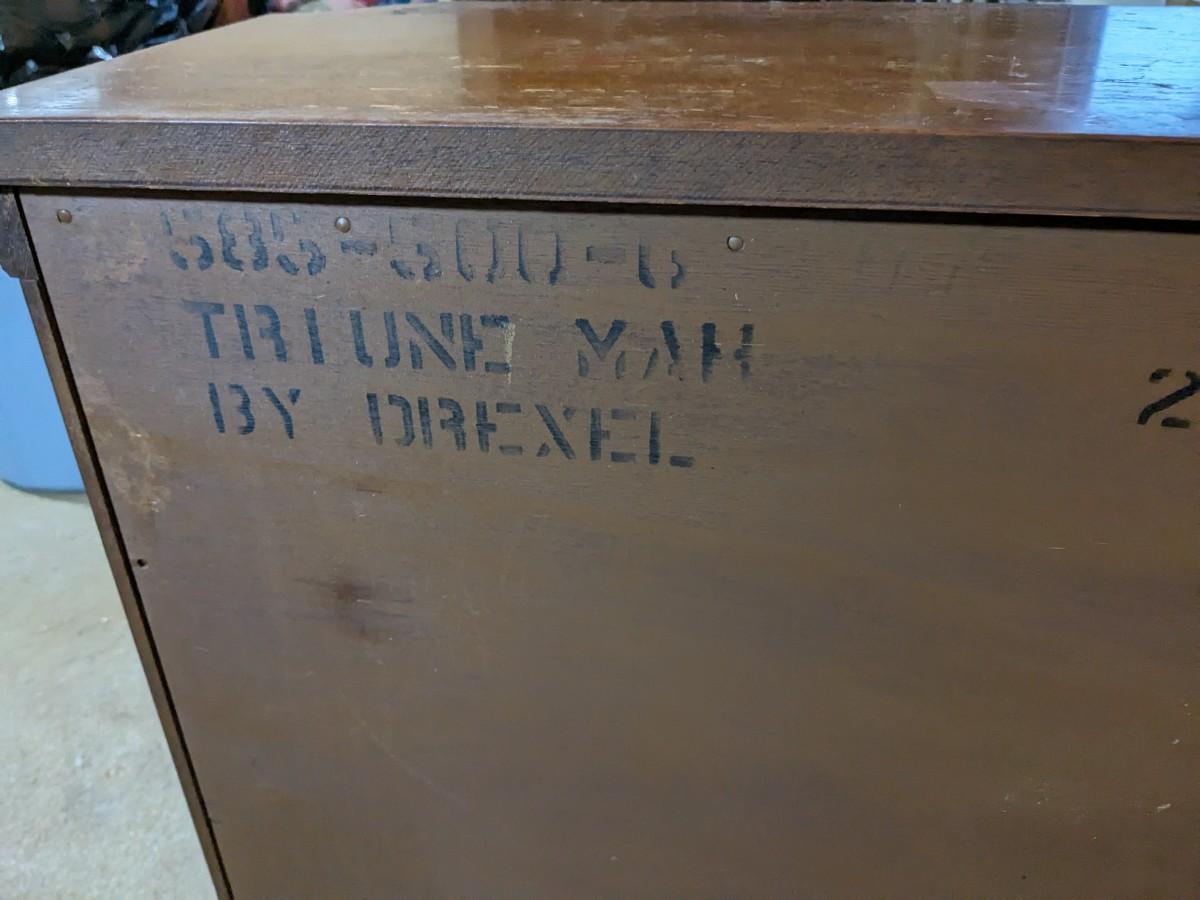 585-500-6
TRIUNE MAH
BY DREXEL
2